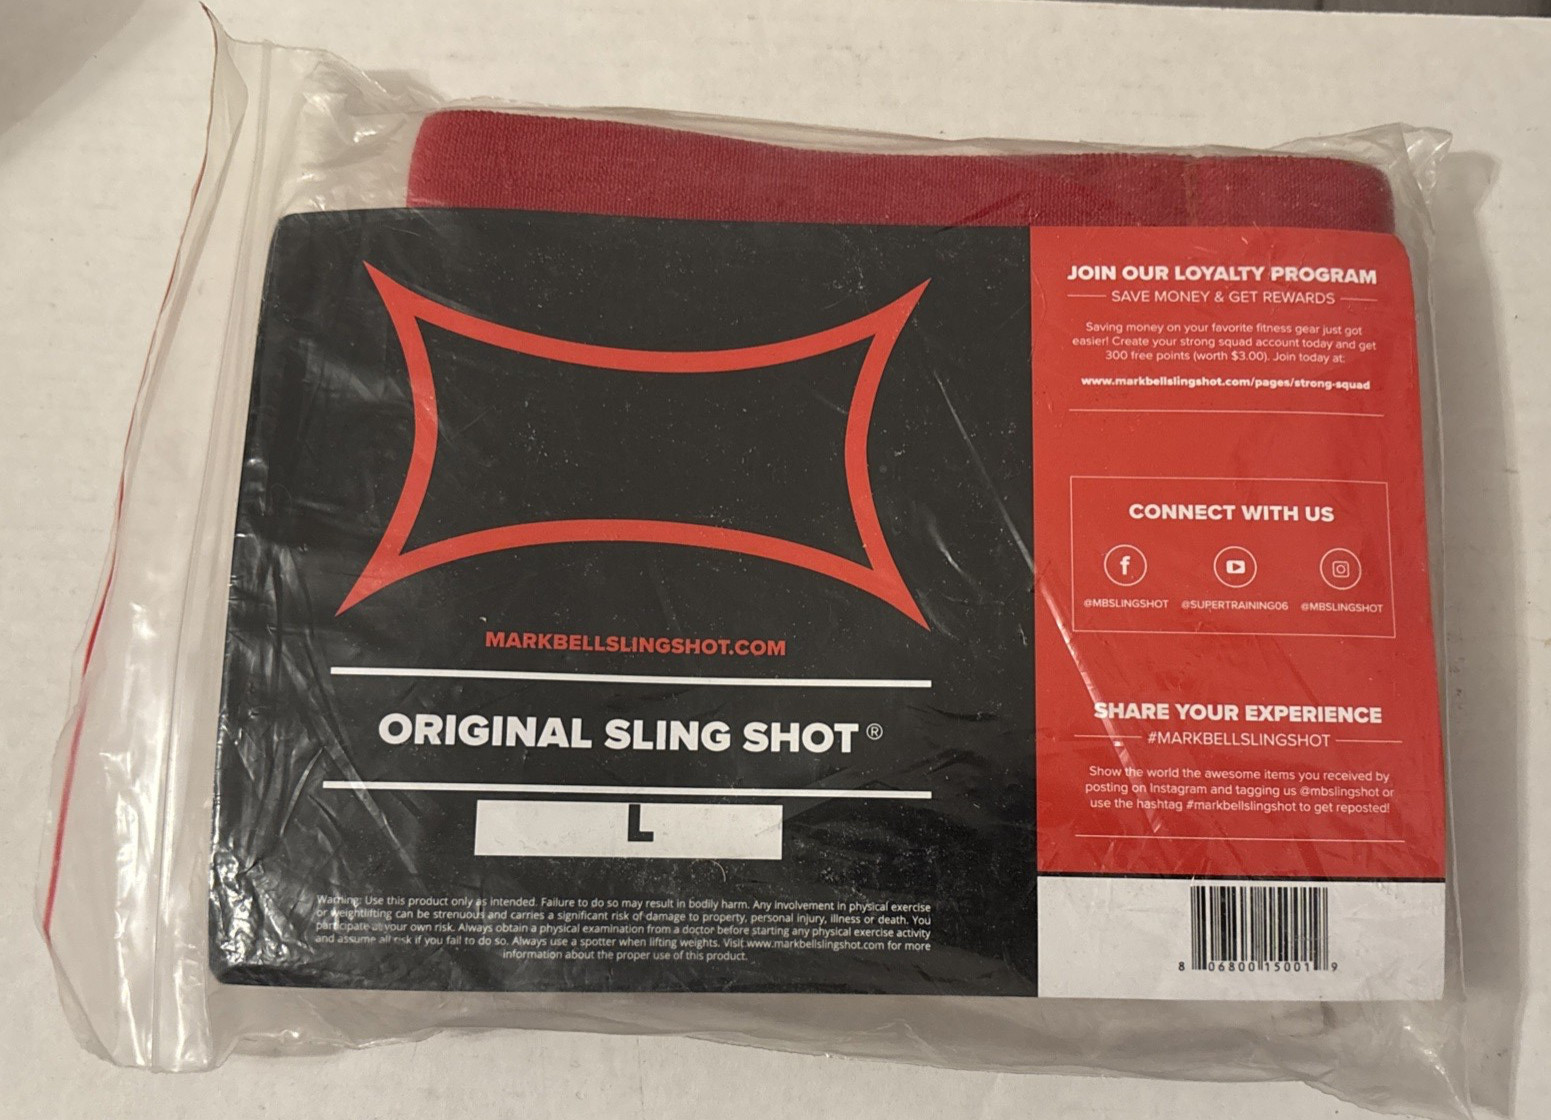 MARKBELLSLINGSHOT.COM
ORIGINAL SLING SHOT ®
L
Warning: Use this product only as intended. Failure to do so may result in bodily harm. Any involvement in physical exercise
or weightlifting can be strenuous and carries a significant risk of damage to property, personal injury, illness or death. You
participate at your own risk. Always obtain a physical examination from a doctor before starting any physical exercise activity
and assume all risk if you fail to do so. Always use a spotter when lifting weights. Visit www.markbellslingshot.com for more
information about the proper use of this product.
JOIN OUR LOYALTY PROGRAM
SAVE MONEY & GET REWARDS
Saving money on your favorite fitness gear just got
easier! Create your strong squad account today and get
300 free points (worth $3.00). Join today at:
www.markbellslingshot.com/pages/strong-squad
CONNECT WITH US
@MBSLINGSHOT @SUPERTRAINING06 @MBSLINGSHOT
SHARE YOUR EXPERIENCE
#MARKBELLSLINGSHOT
Show the world the awesome items you received by
posting on Instagram and tagging us @mbslingshot or
use the hashtag #markbellslingshot to get reposted!
8 06800 15001 9